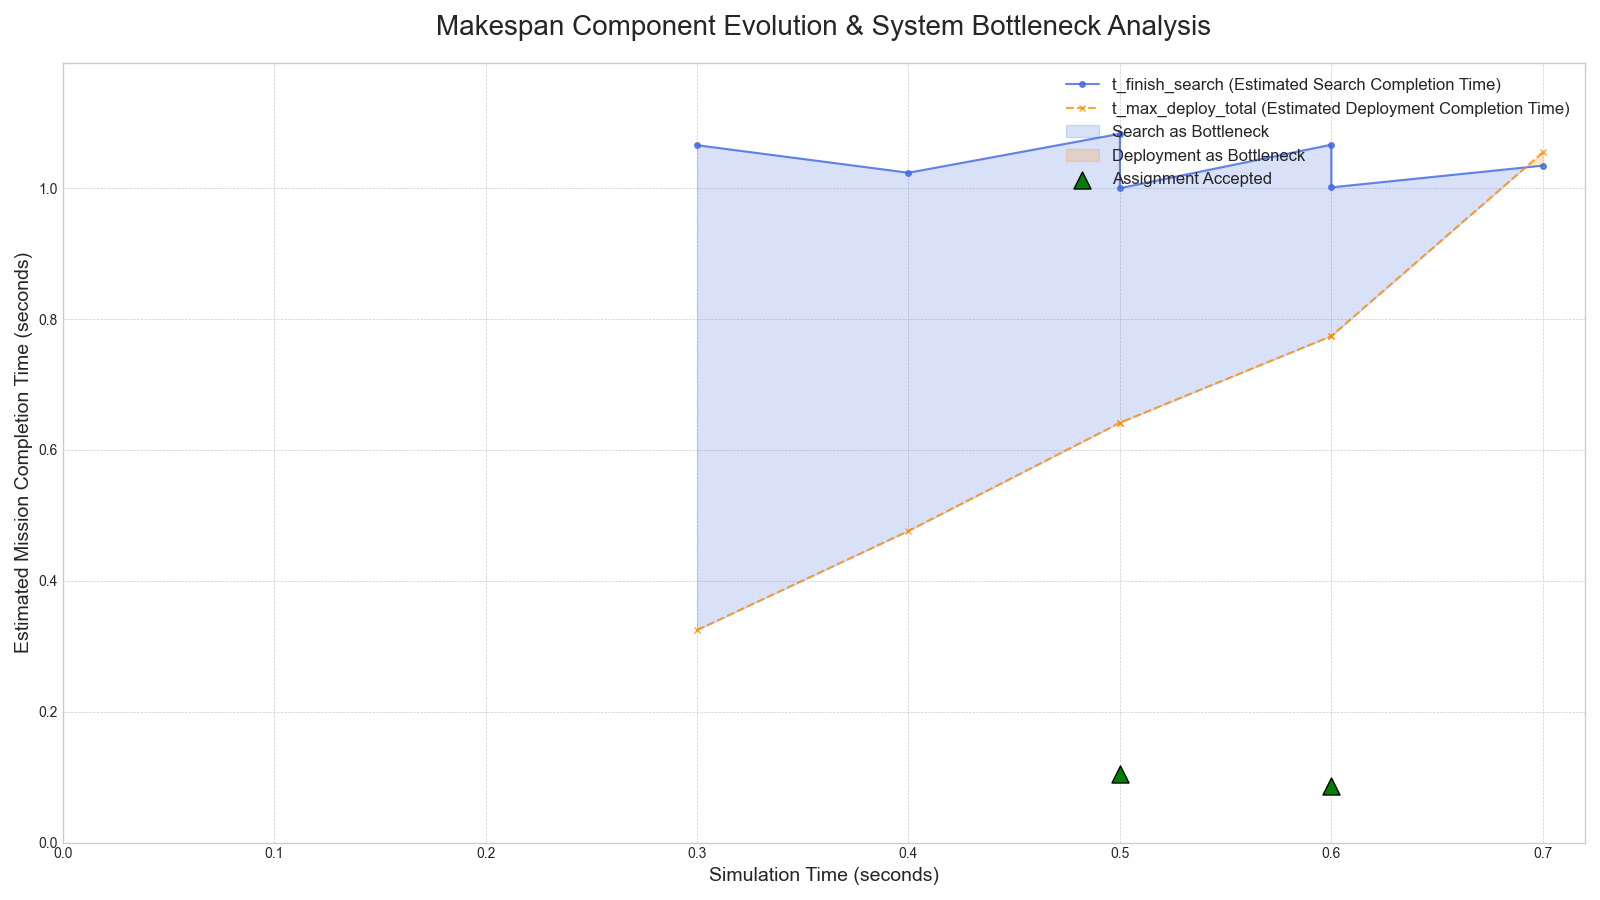 Makespan Component Evolution & System Bottleneck Analysis
t_finish_search (Estimated Search Completion Time)
t_max_deploy_total (Estimated Deployment Completion Time)
Search as Bottleneck
Deployment as Bottleneck
Assignment Accepted
Estimated Mission Completion Time (seconds)
1.0
0.8
0.6
0.4
0.2
0.0
0.0 0.1 0.2 0.3 0.4 0.5 0.6 0.7
Simulation Time (seconds)